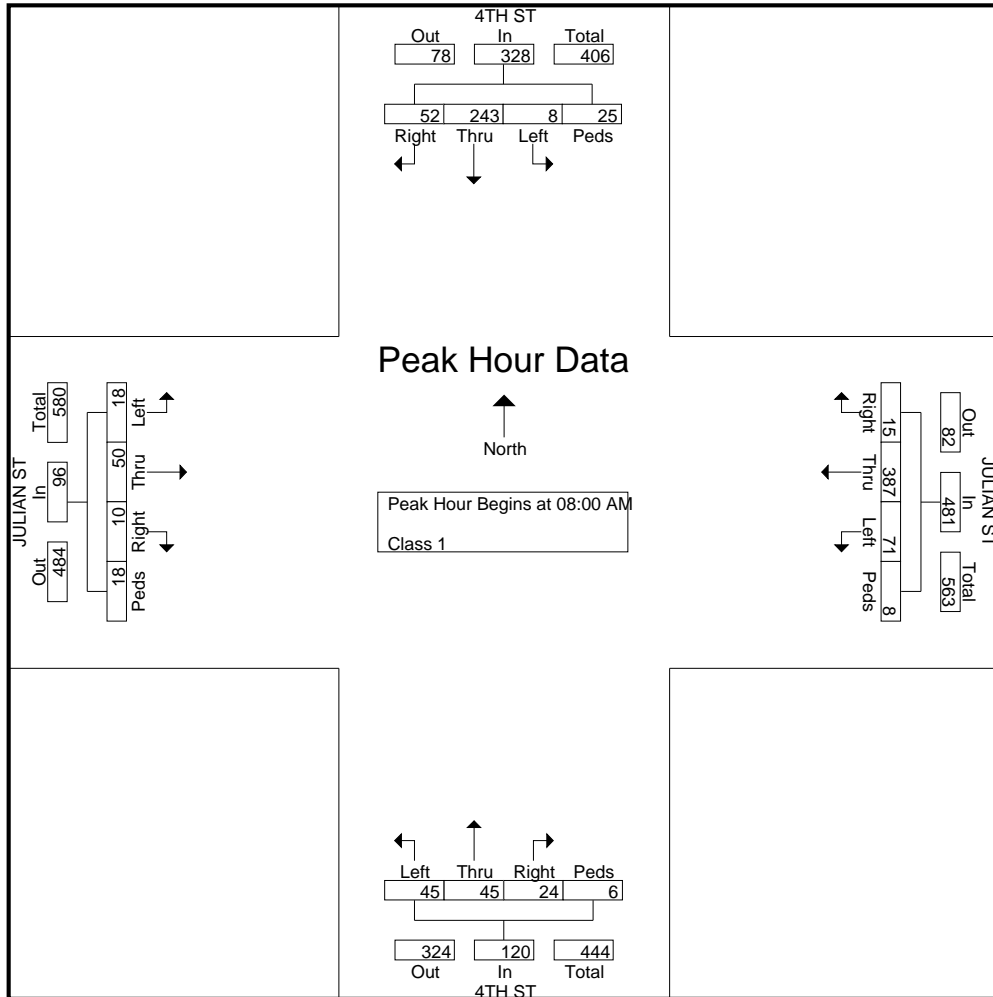 4TH ST
Out In Total
78 328 406
52 243 8 25
Right Thru Left Peds
Peak Hour Data
North
Peak Hour Begins at 08:00 AM
Class 1
JULIAN ST
Total In Out
580 96 484
18 50 10 18
Left Thru Right Peds
JULIAN ST
Out In Total
82 481 563
15 387 71 8
Right Thru Left Peds
Left Thru Right Peds
45 45 24 6
324 120 444
Out In Total
4TH ST